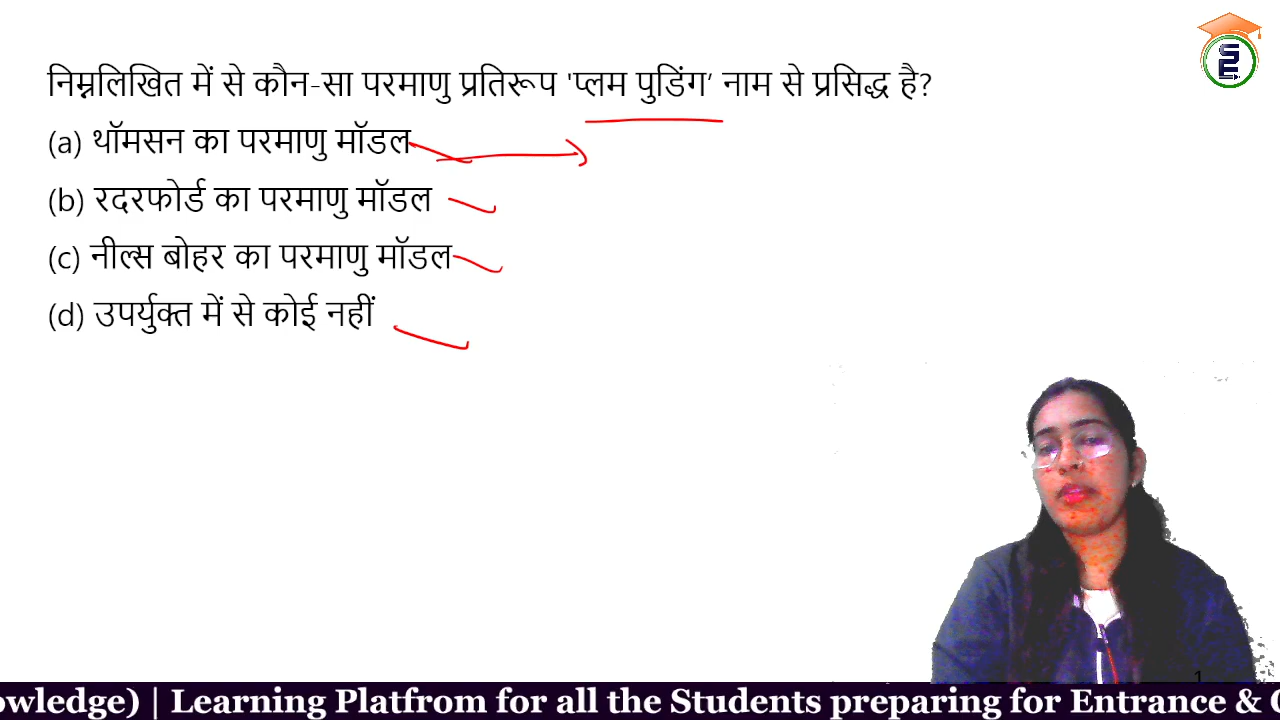 निम्नलिखित में से कौन-सा परमाणु प्रतिरूप 'प्लम पुडिंग’ नाम से प्रसिद्ध है?
(a) थॉमसन का परमाणु मॉडल
(b) रदरफोर्ड का परमाणु मॉडल
(c) नील्स बोहर का परमाणु मॉडल
(d) उपर्युक्त में से कोई नहीं
1
owledge) | Learning Platfrom for all the Students preparing for Entrance &